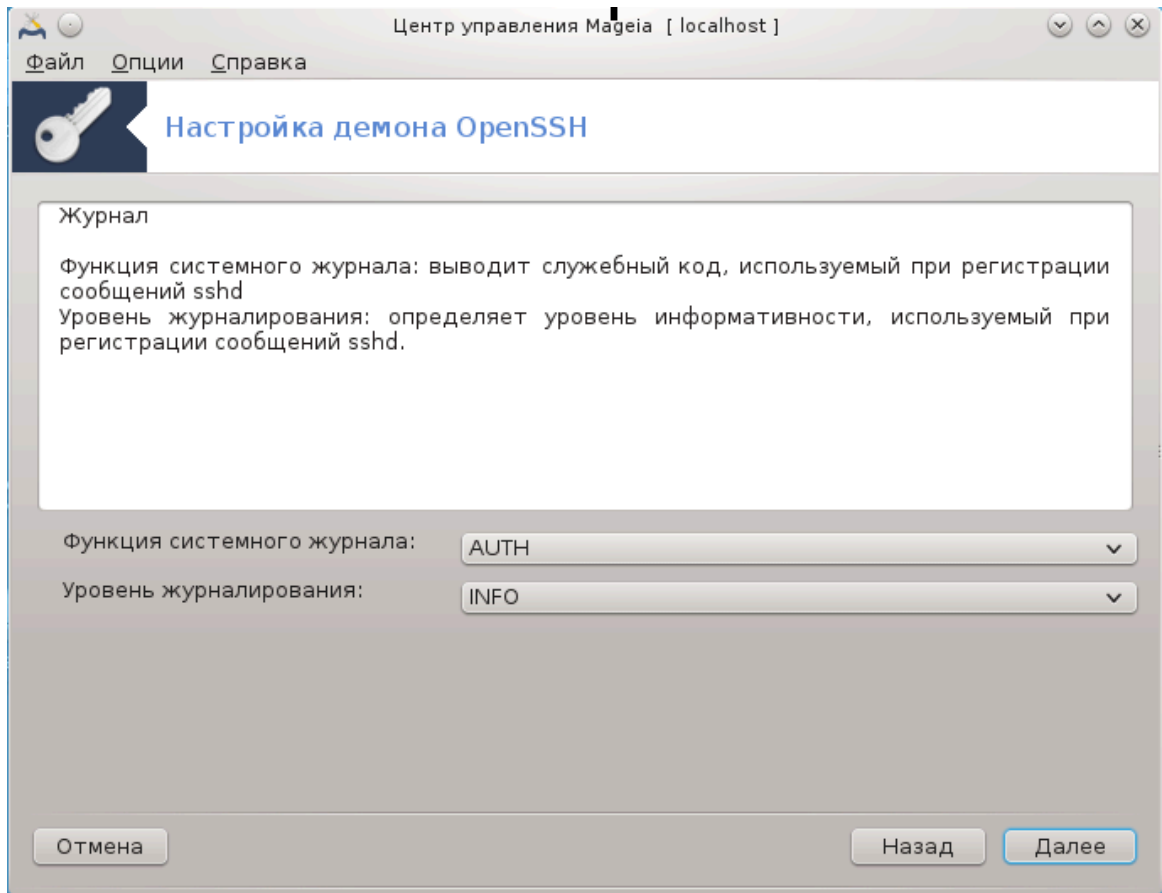 Центр управления Mageia [ localhost ]
Файл Опции Справка
Настройка демона OpenSSH
Журнал
Функция системного журнала: выводит служебный код, используемый при регистрации
сообщений sshd
Уровень журналирования: определяет уровень информативности, используемый при
регистрации сообщений sshd.
Функция системного журнала: AUTH
Уровень журналирования: INFO
Отмена Назад Далее